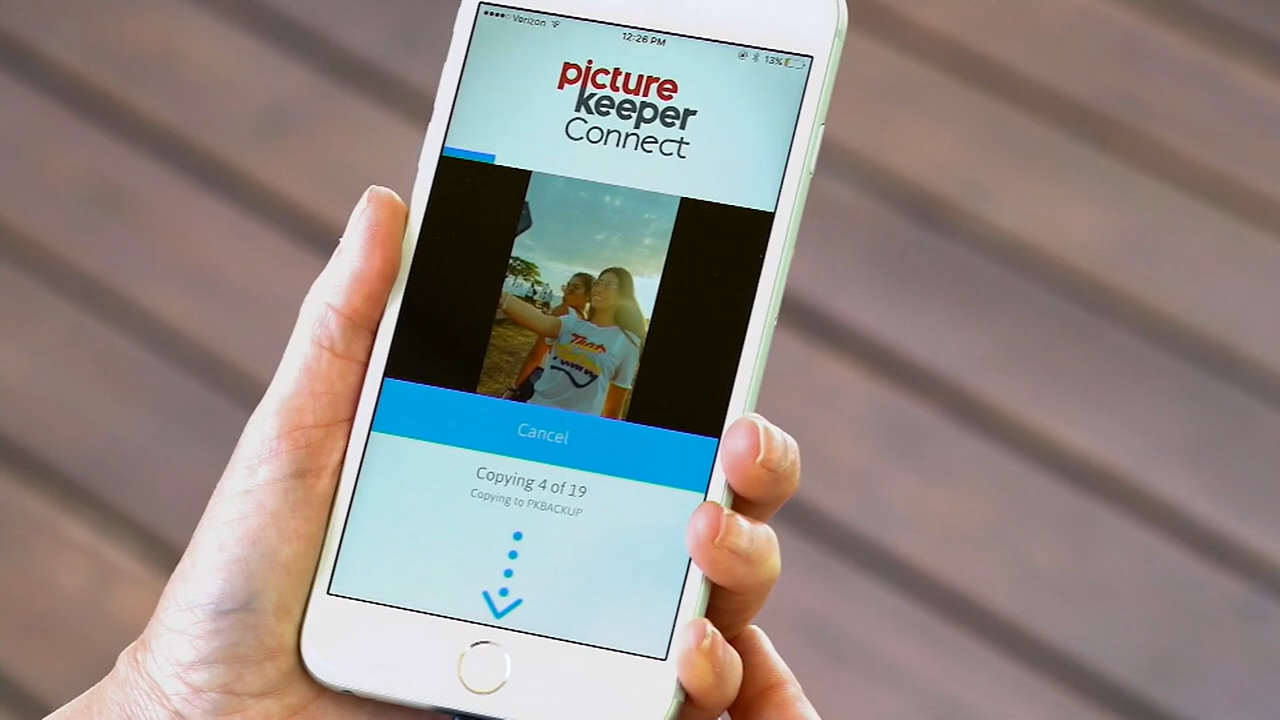 Verizon
12:26 PM
13%
picture
keeper
Connect
Cancel
Copying 4 of 19
Copying to PKBACKUP